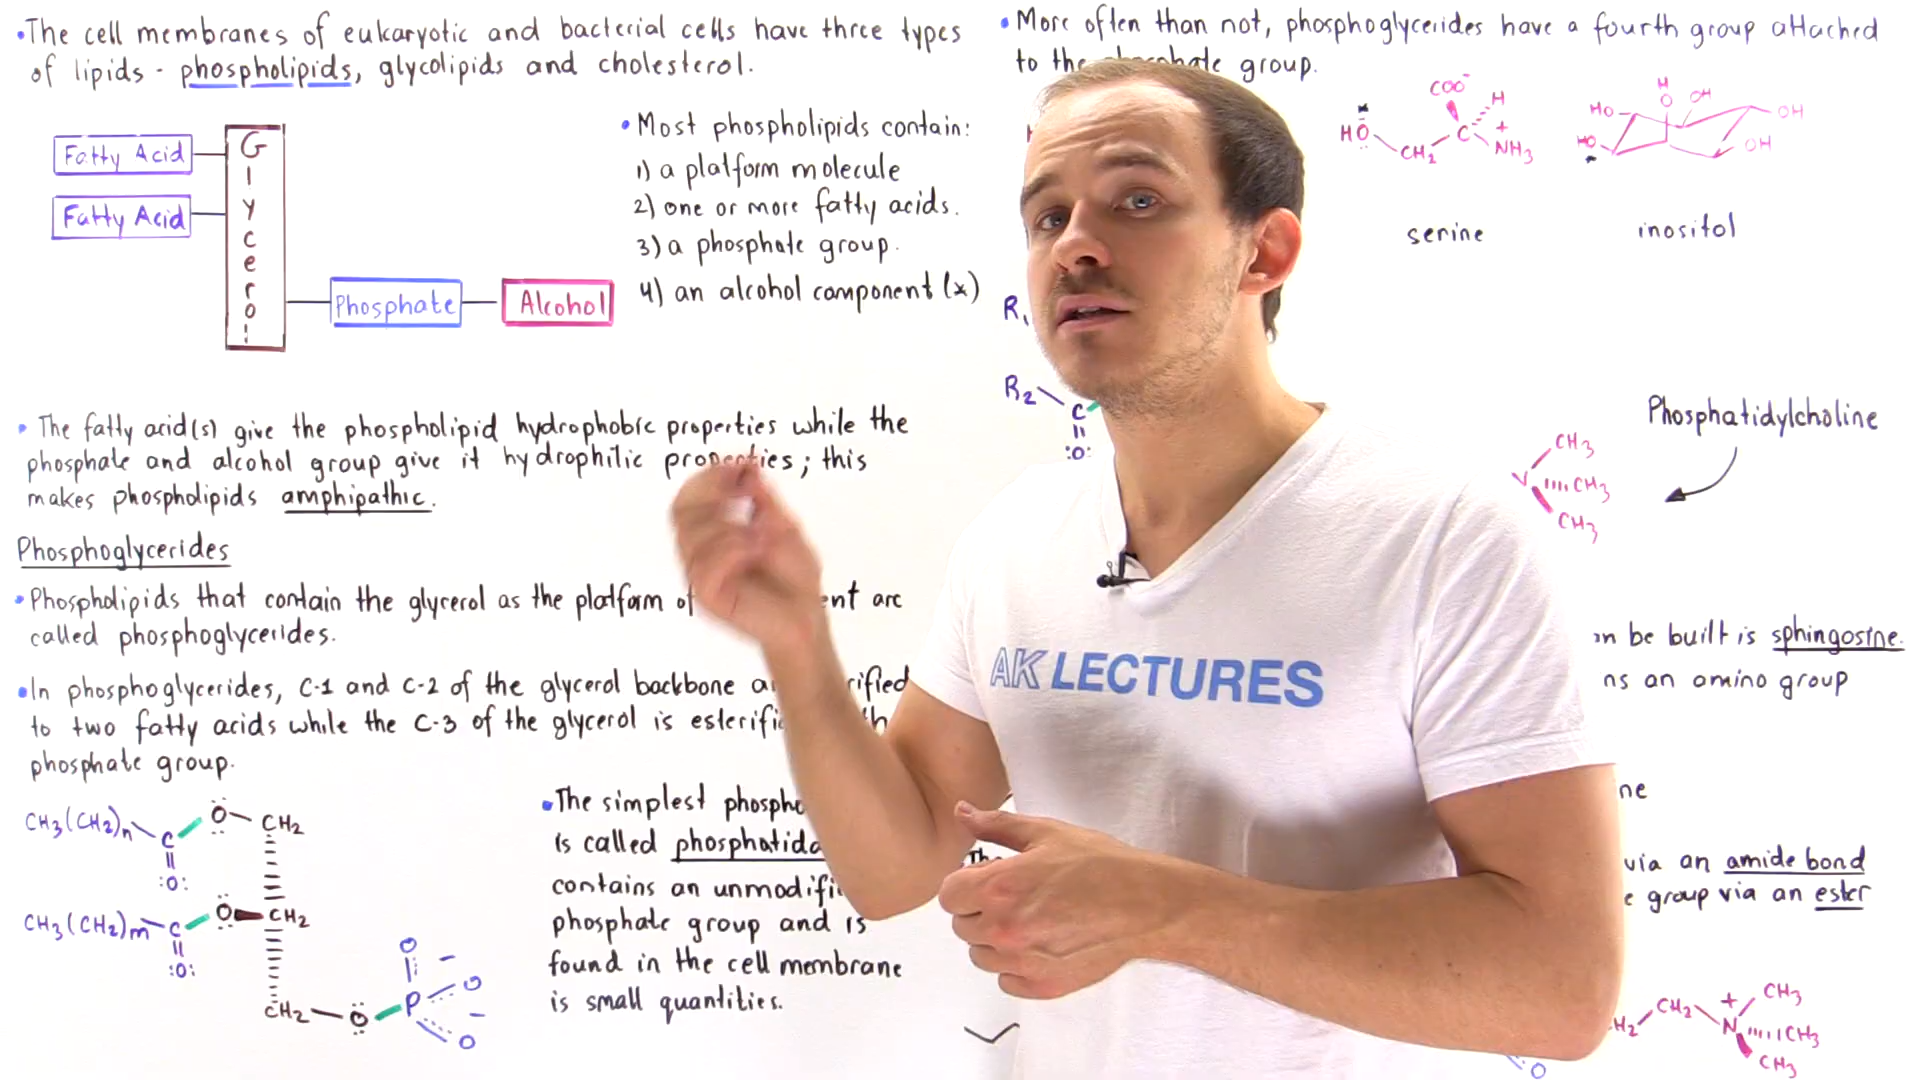 •The cell membranes of eukaryotic and bacterial cells have three types
of lipids - phospholipids, glycolipids and cholesterol.
Fatty Acid
Fatty Acid
Glycerol
Phosphate
Alcohol
•Most phospholipids contain:
1) a platform molecule
2) one or more fatty acids.
3) a phosphate group.
4) an alcohol component (x)
• The fatty acid(s) give the phospholipid hydrophobic properties while the
phosphate and alcohol group give it hydrophilic properties; this
makes phospholipids amphipathic.
Phosphoglycerides
•Phospholipids that contain the glycerol as the platform of are
called phosphoglycerides.
•In phosphoglycerides, C-1 and C-2 of the glycerol backbone
to two fatty acids while the C-3 of the glycerol is
phosphate group.
CH3(CH2)n C O CH2
:O:
CH3(CH2)m C O CH2
:O:
CH2 O P O
O
O
•The simplest
is called
contains an
phosphate group and is
found in the cell membrane
is small quantities.
•More often than not, phosphoglycerides have a fourth group attached
to the phosphate group.
HO CH2 C COO- H NH3 +
serine
HO HO H O OH OH OH
inositol
R1
R2 C
:O:
Phosphatidylcholine
CH3
CH3
CH3
be built is sphingosine.
an amino group
via an amide bond
group via an ester
CH2 N + CH3
CH3
CH3
O
AK LECTURES